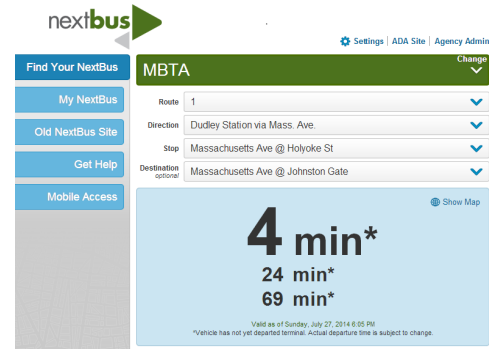 nextbus
Settings | ADA Site | Agency Admin
Find Your NextBus
My NextBus
Old NextBus Site
Get Help
Mobile Access
MBTA
Change
Route 1
Direction Dudley Station via Mass. Ave.
Stop Massachusetts Ave @ Holyoke St
Destination optional Massachusetts Ave @ Johnston Gate
Show Map
4 min*
24 min*
69 min*
Valid as of Sunday, July 27, 2014 6:05 PM
*Vehicle has not yet departed terminal. Actual departure time is subject to change.